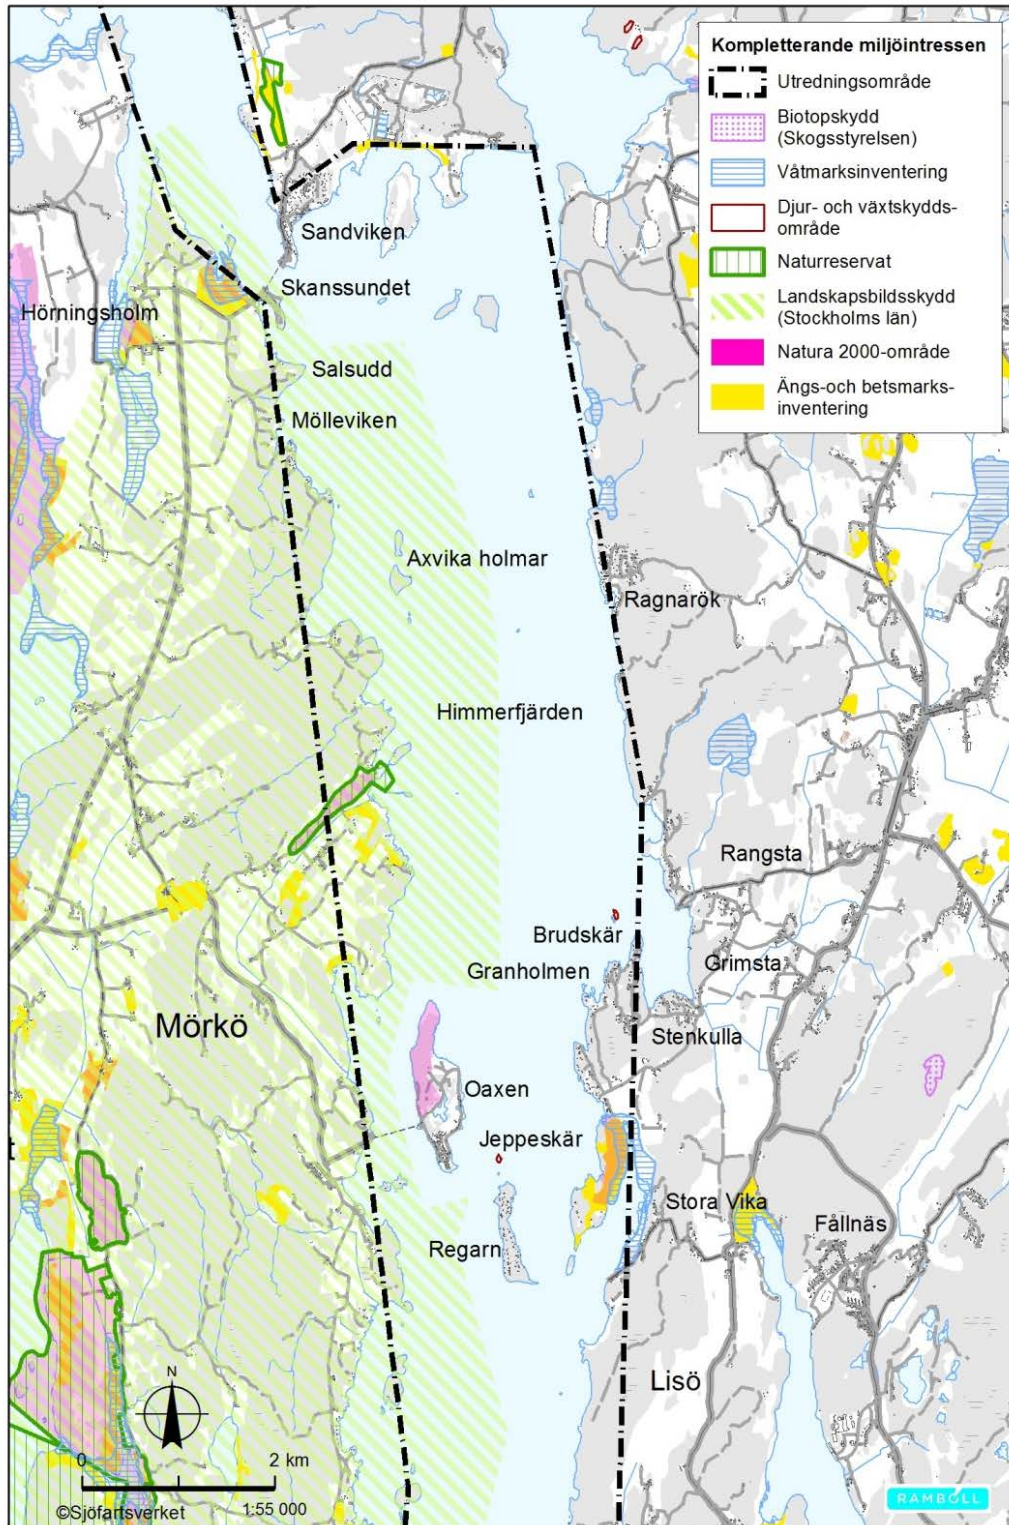 Kompletterande miljöintressen
Utredningsområde
Biotopskydd
(Skogsstyrelsen)
Våtmarksinventering
Djur- och växtskydds-
område
Naturreservat
Landskapsbildsskydd
(Stockholms län)
Natura 2000-område
Ängs-och betsmarks-
inventering
Sandviken
Skanssundet
Hörningsholm
Salsudd
Mölleviken
Axvika holmar
Ragnarök
Himmerfjärden
Rangsta
Brudskär
Grimsta
Granholmen
Mörkö
Stenkulla
Oaxen
Jeppeskär
t
Stora Vika
Fållnäs
Regarn
Lisö
N
0 2 km
©Sjöfartsverket 1:55 000
RAMBOLL